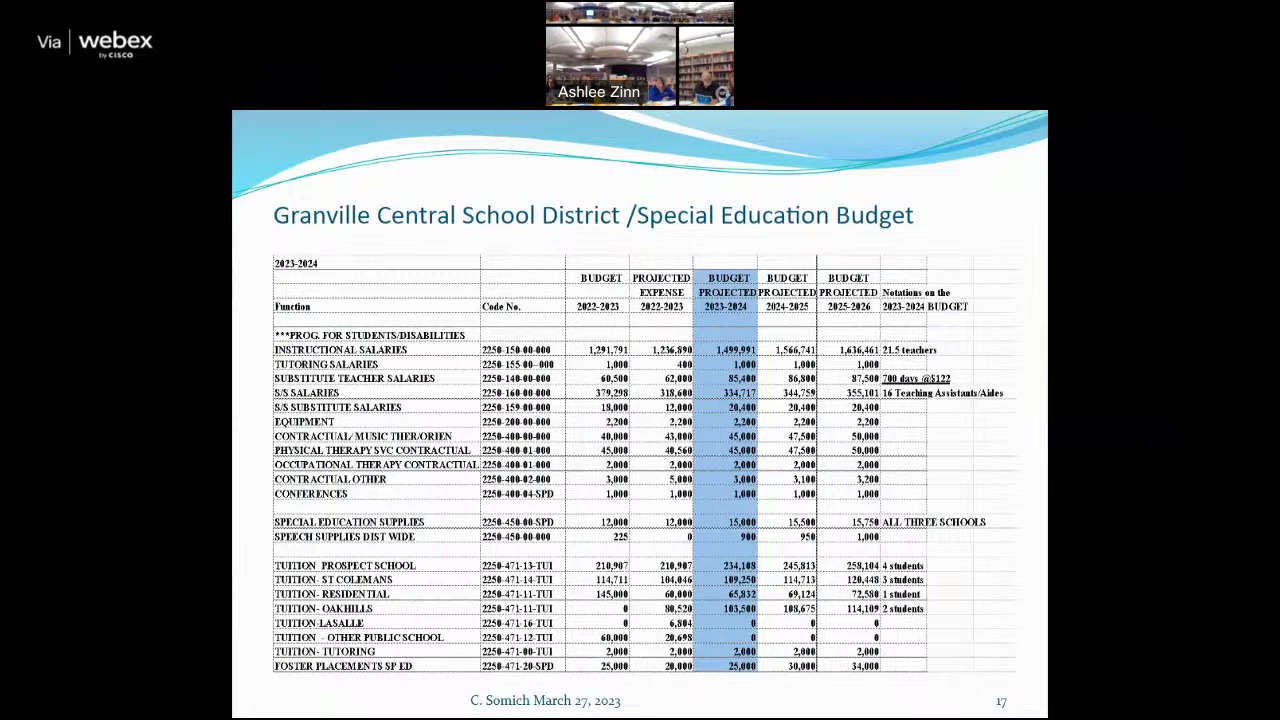 Via | webex
by CISCO
Ashlee Zinn
Granville Central School District /Special Education Budget
2023-2024
BUDGET PROJECTED BUDGET BUDGET BUDGET
EXPENSE PROJECTED PROJECTED PROJECTED Notations on the
Function Code No. 2022-2023 2022-2023 2023-2024 2024-2025 2025-2026 2023-2024 BUDGET
***PROG. FOR STUDENTS/DISABILITIES
INSTRUCTIONAL SALARIES 2250-150-00-000 1,291,791 1,236,890 1,499,991 1,566,741 1,636,461 21.5 teachers
TUTORING SALARIES 2250-155-00--000 1,000 400 1,000 1,000 1,000
SUBSTITUTE TEACHER SALARIES 2250-140-00-000 60,500 62,000 85,400 86,800 87,500 700 days @$122
S/S SALARIES 2250-160-00-000 379,298 318,600 334,717 344,759 355,101 16 Teaching Assistants/Aides
S/S SUBSTITUTE SALARIES 2250-159-00-000 18,000 12,000 20,400 20,400 20,400
EQUIPMENT 2250-200-00-000 2,200 2,200 2,200 2,200 2,200
CONTRACTUAL/ MUSIC THER/ORIEN 2250-400-00-000 40,000 43,000 45,000 47,500 50,000
PHYSICAL THERAPY SVC CONTRACTUAL 2250-400-01-000 45,000 40,560 45,000 47,500 50,000
OCCUPATIONAL THERAPY CONTRACTUAL 2250-400-01-000 2,000 2,000 2,000 2,000 2,000
CONTRACTUAL OTHER 2250-400-02-000 3,000 5,000 3,000 3,100 3,200
CONFERENCES 2250-400-04-SPD 1,000 1,000 1,000 1,000 1,000
SPECIAL EDUCATION SUPPLIES 2250-450-00-SPD 12,000 12,000 15,000 15,500 15,750 ALL THREE SCHOOLS
SPEECH SUPPLIES DIST WIDE 2250-450-00-000 225 0 900 950 1,000
TUITION PROSPECT SCHOOL 2250-471-13-TUI 210,907 210,907 234,108 245,813 258,104 4 students
TUITION- ST COLEMANS 2250-471-14-TUI 114,711 104,046 109,250 114,713 120,448 3 students
TUITION- RESIDENTIAL 2250-471-11-TUI 145,000 60,000 65,832 69,124 72,580 1 student
TUITION- OAKHILLS 2250-471-11-TUI 0 80,520 103,500 108,675 114,109 2 students
TUITION-LASALLE 2250-471-16-TUI 0 6,804 0 0 0
TUITION - OTHER PUBLIC SCHOOL 2250-471-12-TUI 60,000 20,698 0 0 0
TUITION- TUTORING 2250-471-00-TUI 2,000 2,000 2,000 2,000 2,000
FOSTER PLACEMENTS SP ED 2250-471-20-SPD 25,000 20,000 25,000 30,000 34,000
C. Somich March 27, 2023 17